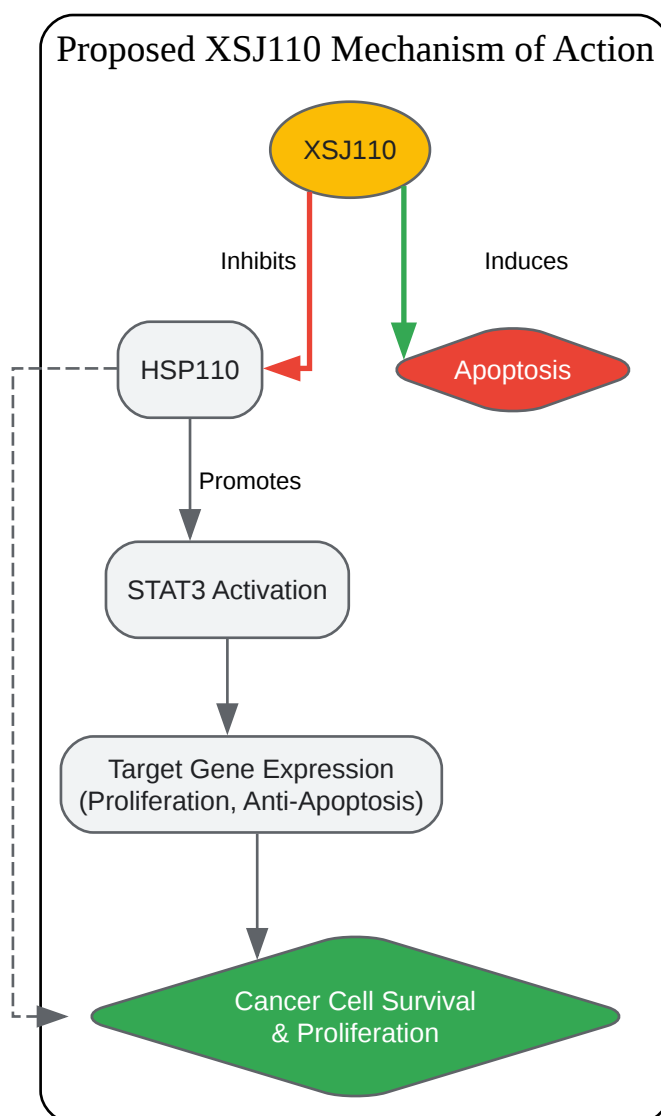 Proposed XSJ110 Mechanism of Action
XSJ110
Inhibits
Induces
HSP110
Apoptosis
Promotes
STAT3 Activation
Target Gene Expression
(Proliferation, Anti-Apoptosis)
Cancer Cell Survival
& Proliferation